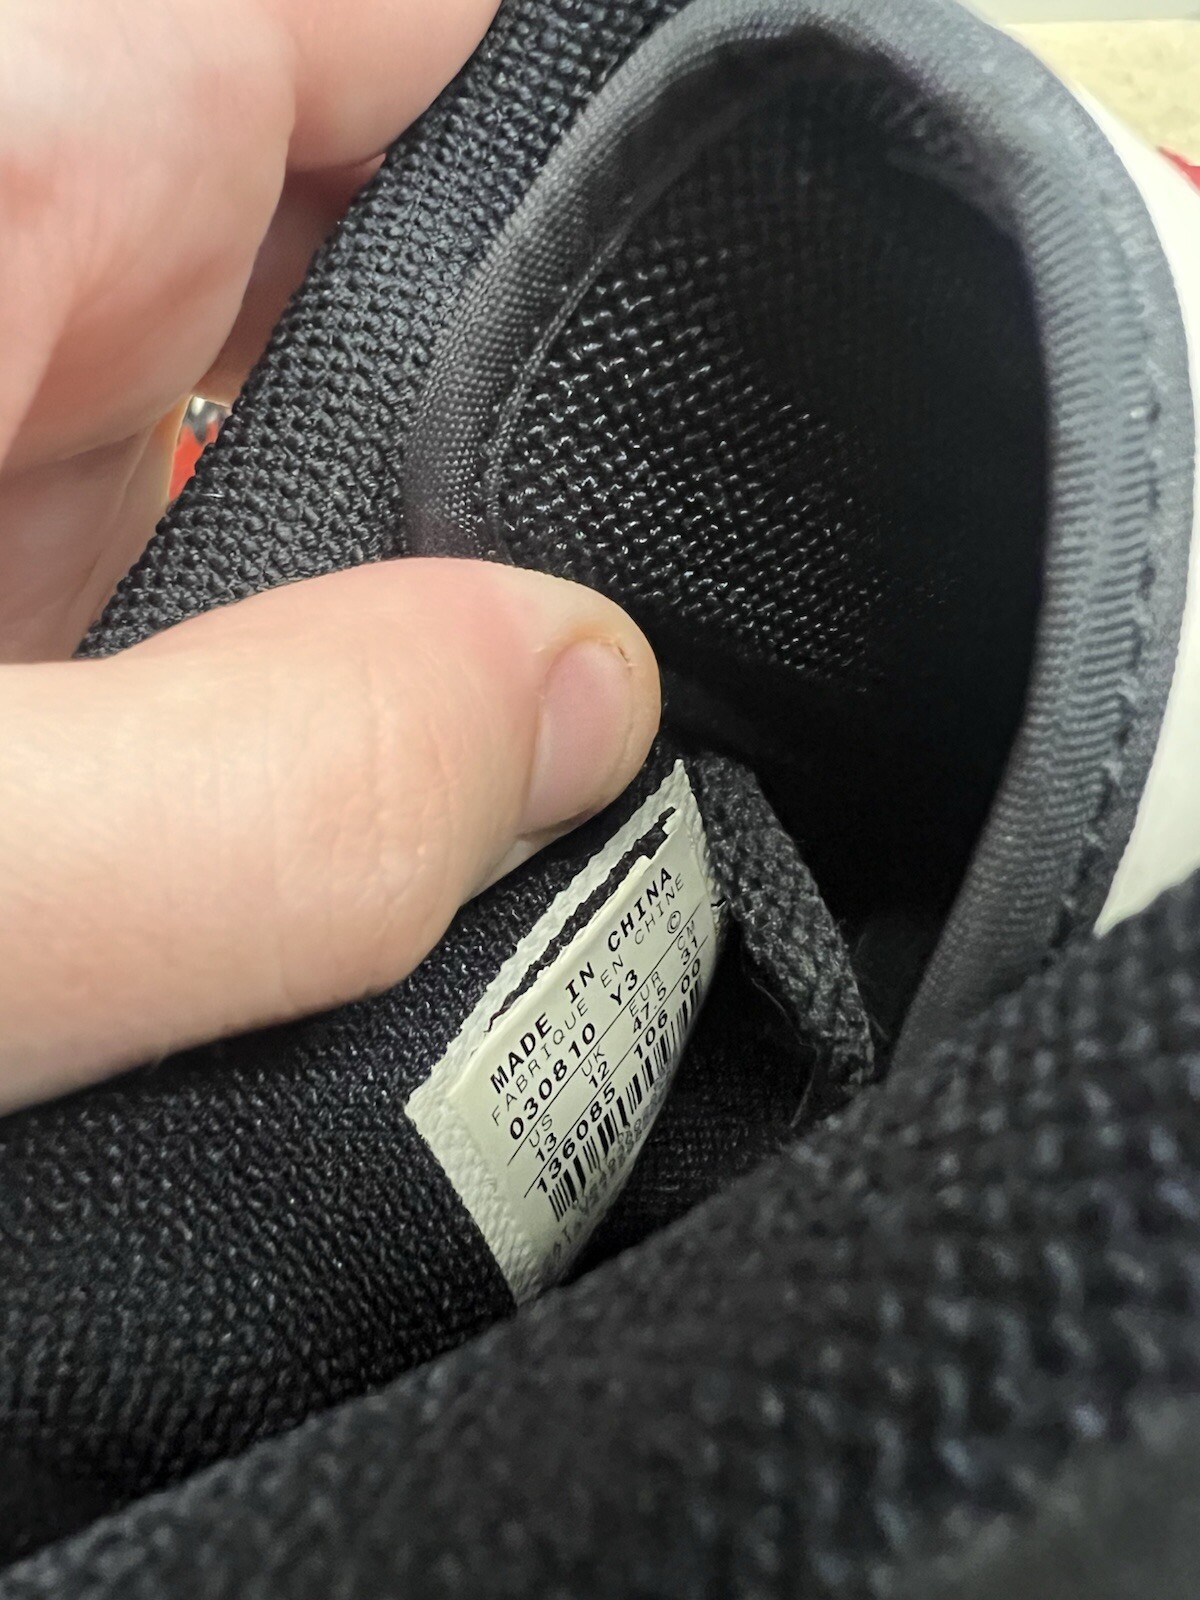 MADE IN CHINA
FABRIQUE EN CHINE
030810 Y3 ©
US UK EUR CM
13 12 47.5 31
136085 106 00